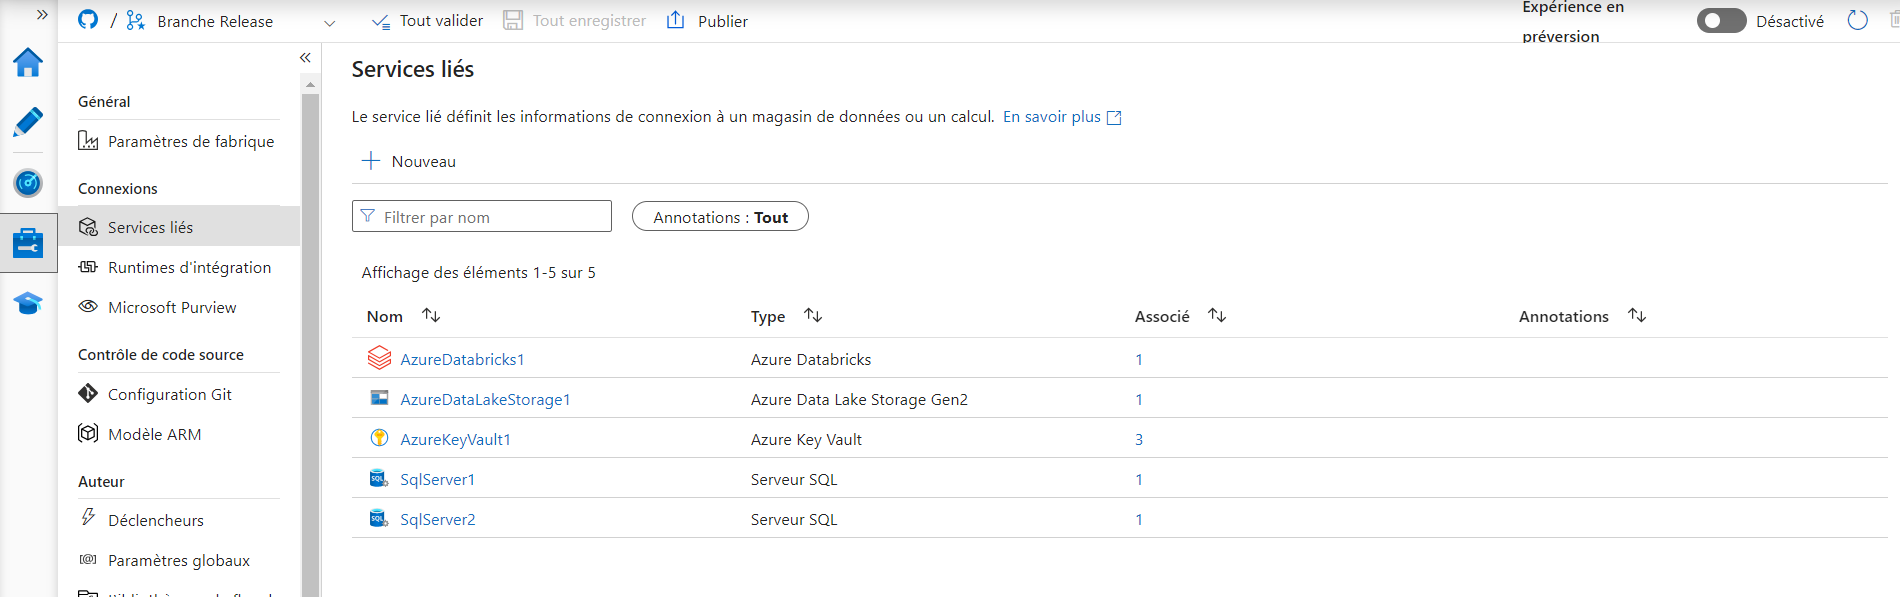 / Branche Release
Tout valider
Tout enregistrer
Publier
Expérience en
préversion
Désactivé
Général
Paramètres de fabrique
Connexions
Services liés
Runtimes d'intégration
Microsoft Purview
Contrôle de code source
Configuration Git
Modèle ARM
Auteur
Déclencheurs
Paramètres globaux
Services liés
Le service lié définit les informations de connexion à un magasin de données ou un calcul. En savoir plus
Nouveau
Filtrer par nom
Annotations : Tout
Affichage des éléments 1-5 sur 5
Nom Type Associé Annotations
AzureDatabricks1 Azure Databricks 1
AzureDataLakeStorage1 Azure Data Lake Storage Gen2 1
AzureKeyVault1 Azure Key Vault 3
SqlServer1 Serveur SQL 1
SqlServer2 Serveur SQL 1